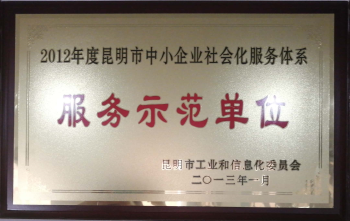 2012年度昆明市中小企业社会化服务体系
服务示范单位
昆明市工业和信息化委员会
二〇一三年一月